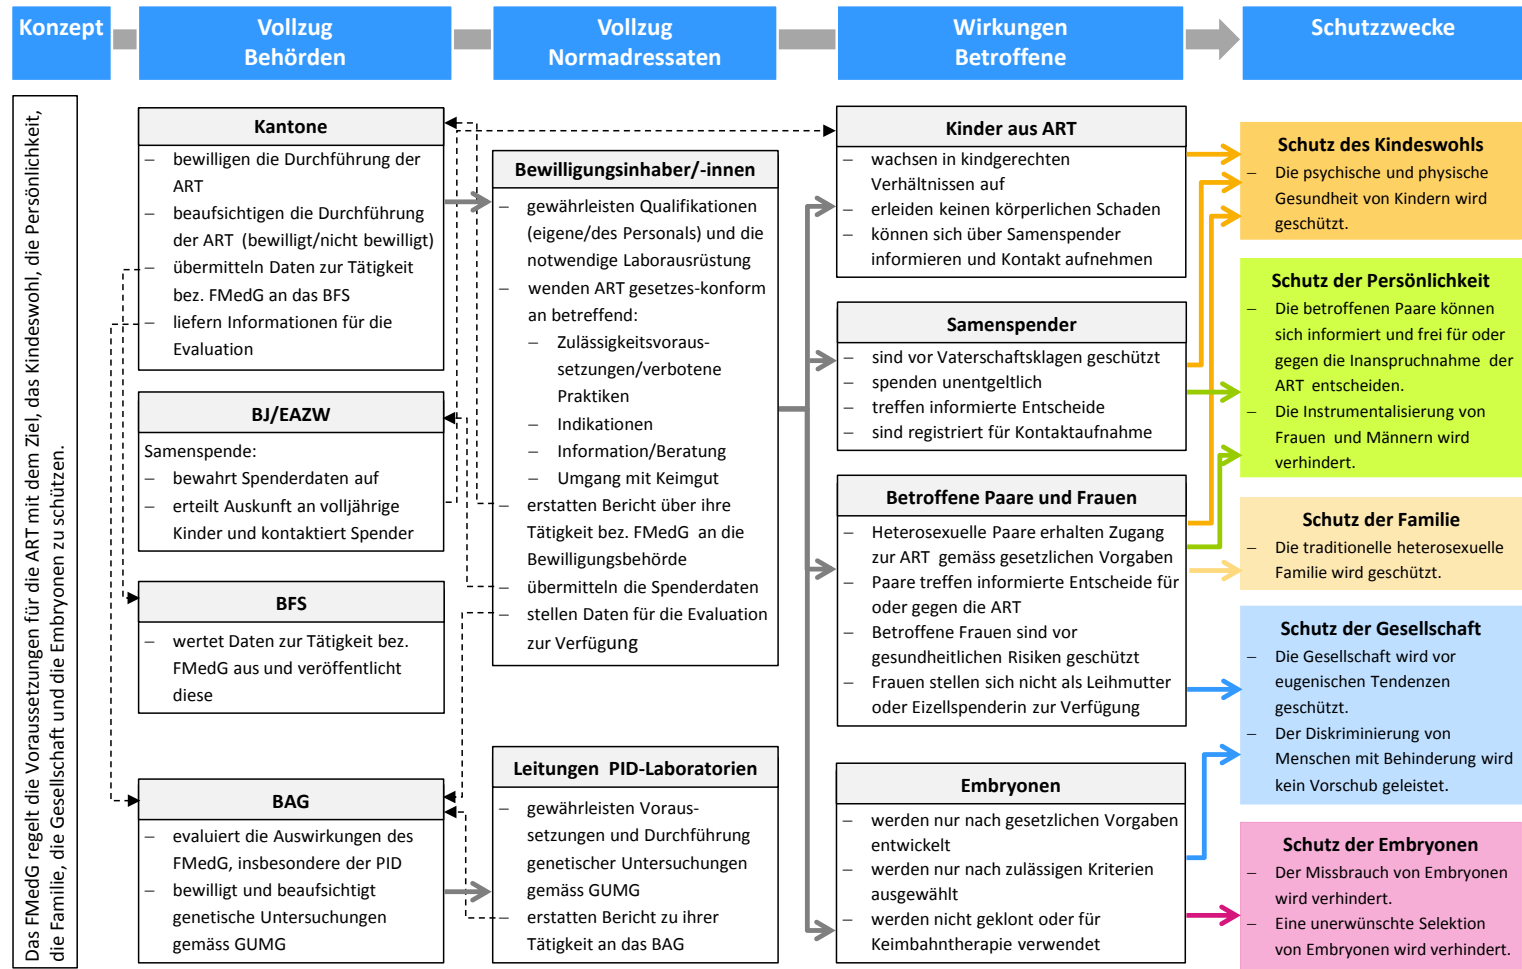 Konzept
Vollzug
Behörden
Vollzug
Normadressaten
Wirkungen
Betroffene
Schutzzwecke
Das FMedG regelt die Voraussetzungen für die ART mit dem Ziel, das Kindeswohl, die Persönlichkeit,
die Familie, die Gesellschaft und die Embryonen zu schützen.
Kantone
– bewilligen die Durchführung der
ART
– beaufsichtigen die Durchführung
der ART (bewilligt/nicht bewilligt)
– übermitteln Daten zur Tätigkeit
bez. FMedG an das BFS
– liefern Informationen für die
Evaluation
BJ/EAZW
Samenspende:
– bewahrt Spenderdaten auf
– erteilt Auskunft an volljährige
Kinder und kontaktiert Spender
BFS
– wertet Daten zur Tätigkeit bez.
FMedG aus und veröffentlicht
diese
BAG
– evaluiert die Auswirkungen des
FMedG, insbesondere der PID
– bewilligt und beaufsichtigt
genetische Untersuchungen
gemäss GUMG
Bewilligungsinhaber/-innen
– gewährleisten Qualifikationen
(eigene/des Personals) und die
notwendige Laborausrüstung
– wenden ART gesetzes-konform
an betreffend:
– Zulässigkeitsvoraus-
setzungen/verbotene
Praktiken
– Indikationen
– Information/Beratung
– Umgang mit Keimgut
– erstatten Bericht über ihre
Tätigkeit bez. FMedG an die
Bewilligungsbehörde
– übermitteln die Spenderdaten
– stellen Daten für die Evaluation
zur Verfügung
Leitungen PID-Laboratorien
– gewährleisten Voraus-
setzungen und Durchführung
genetischer Untersuchungen
gemäss GUMG
– erstatten Bericht zu ihrer
Tätigkeit an das BAG
Kinder aus ART
– wachsen in kindgerechten
Verhältnissen auf
– erleiden keinen körperlichen Schaden
– können sich über Samenspender
informieren und Kontakt aufnehmen
Samenspender
– sind vor Vaterschaftsklagen geschützt
– spenden unentgeltlich
– treffen informierte Entscheide
– sind registriert für Kontaktaufnahme
Betroffene Paare und Frauen
– Heterosexuelle Paare erhalten Zugang
zur ART gemäss gesetzlichen Vorgaben
– Paare treffen informierte Entscheide für
oder gegen die ART
– Betroffene Frauen sind vor
gesundheitlichen Risiken geschützt
– Frauen stellen sich nicht als Leihmutter
oder Eizellspenderin zur Verfügung
Embryonen
– werden nur nach gesetzlichen Vorgaben
entwickelt
– werden nur nach zulässigen Kriterien
ausgewählt
– werden nicht geklont oder für
Keimbahntherapie verwendet
Schutz des Kindeswohls
– Die psychische und physische
Gesundheit von Kindern wird
geschützt.
Schutz der Persönlichkeit
– Die betroffenen Paare können
sich informiert und frei für oder
gegen die Inanspruchnahme der
ART entscheiden.
– Die Instrumentalisierung von
Frauen und Männern wird
verhindert.
Schutz der Familie
– Die traditionelle heterosexuelle
Familie wird geschützt.
Schutz der Gesellschaft
– Die Gesellschaft wird vor
eugenischen Tendenzen
geschützt.
– Der Diskriminierung von
Menschen mit Behinderung wird
kein Vorschub geleistet.
Schutz der Embryonen
– Der Missbrauch von Embryonen
wird verhindert.
– Eine unerwünschte Selektion
von Embryonen wird verhindert.